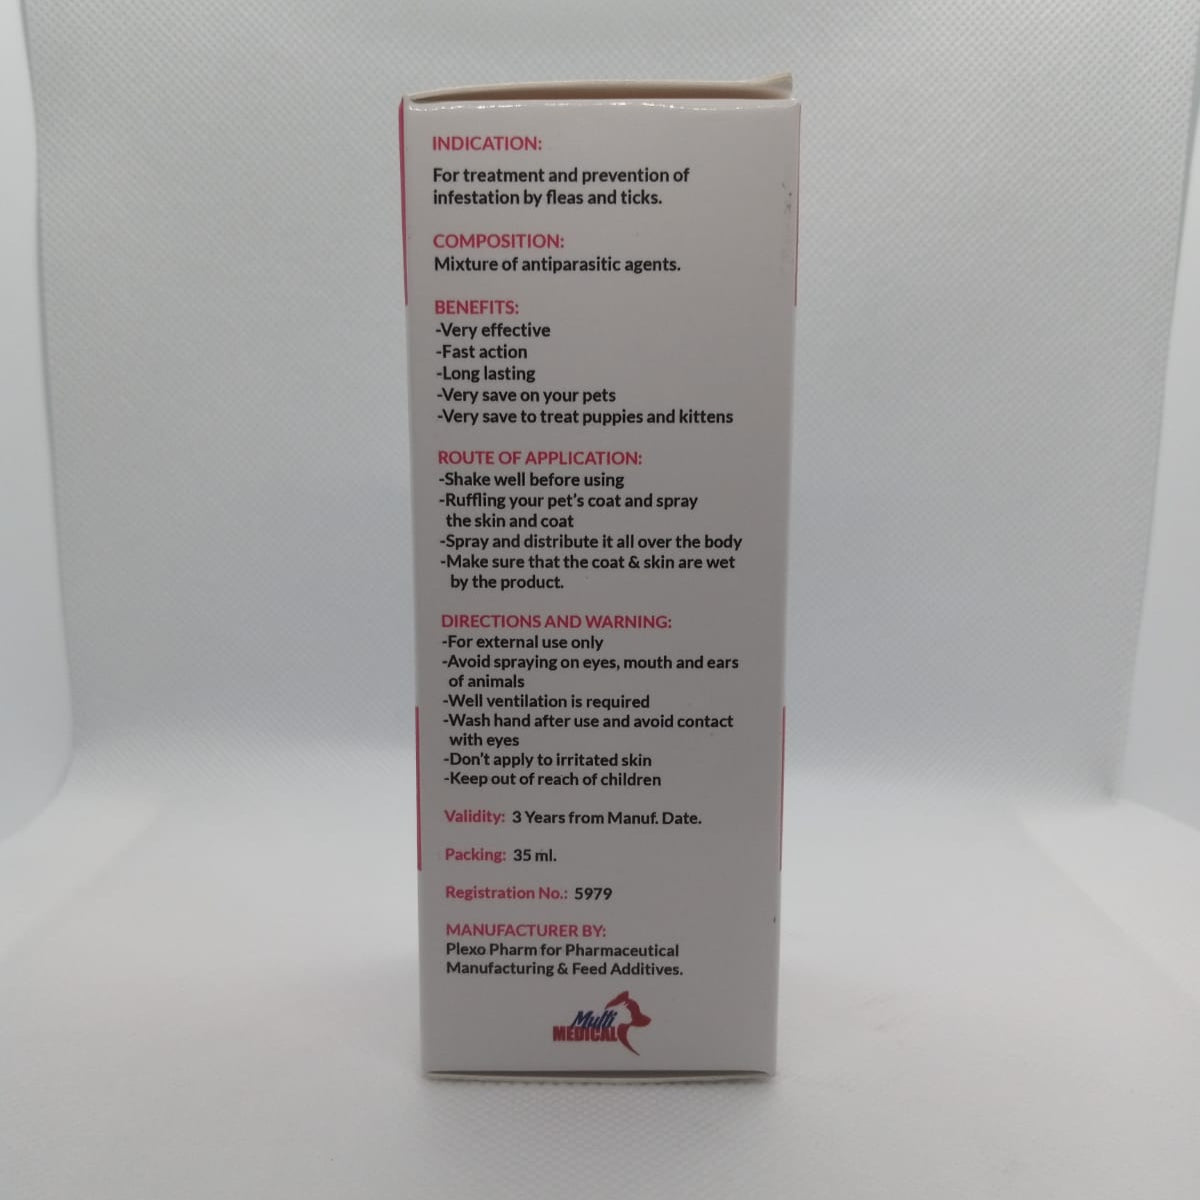 INDICATION:
For treatment and prevention of
infestation by fleas and ticks.
COMPOSITION:
Mixture of antiparasitic agents.
BENEFITS:
-Very effective
-Fast action
-Long lasting
-Very save on your pets
-Very save to treat puppies and kittens
ROUTE OF APPLICATION:
-Shake well before using
-Ruffling your pet's coat and spray
the skin and coat
-Spray and distribute it all over the body
-Make sure that the coat & skin are wet
by the product.
DIRECTIONS AND WARNING:
-For external use only
-Avoid spraying on eyes, mouth and ears
of animals
-Well ventilation is required
-Wash hand after use and avoid contact
with eyes
-Don't apply to irritated skin
-Keep out of reach of children
Validity: 3 Years from Manuf. Date.
Packing: 35 ml.
Registration No.: 5979
MANUFACTURER BY:
Plexo Pharm for Pharmaceutical
Manufacturing & Feed Additives.
Multi
MEDICAL